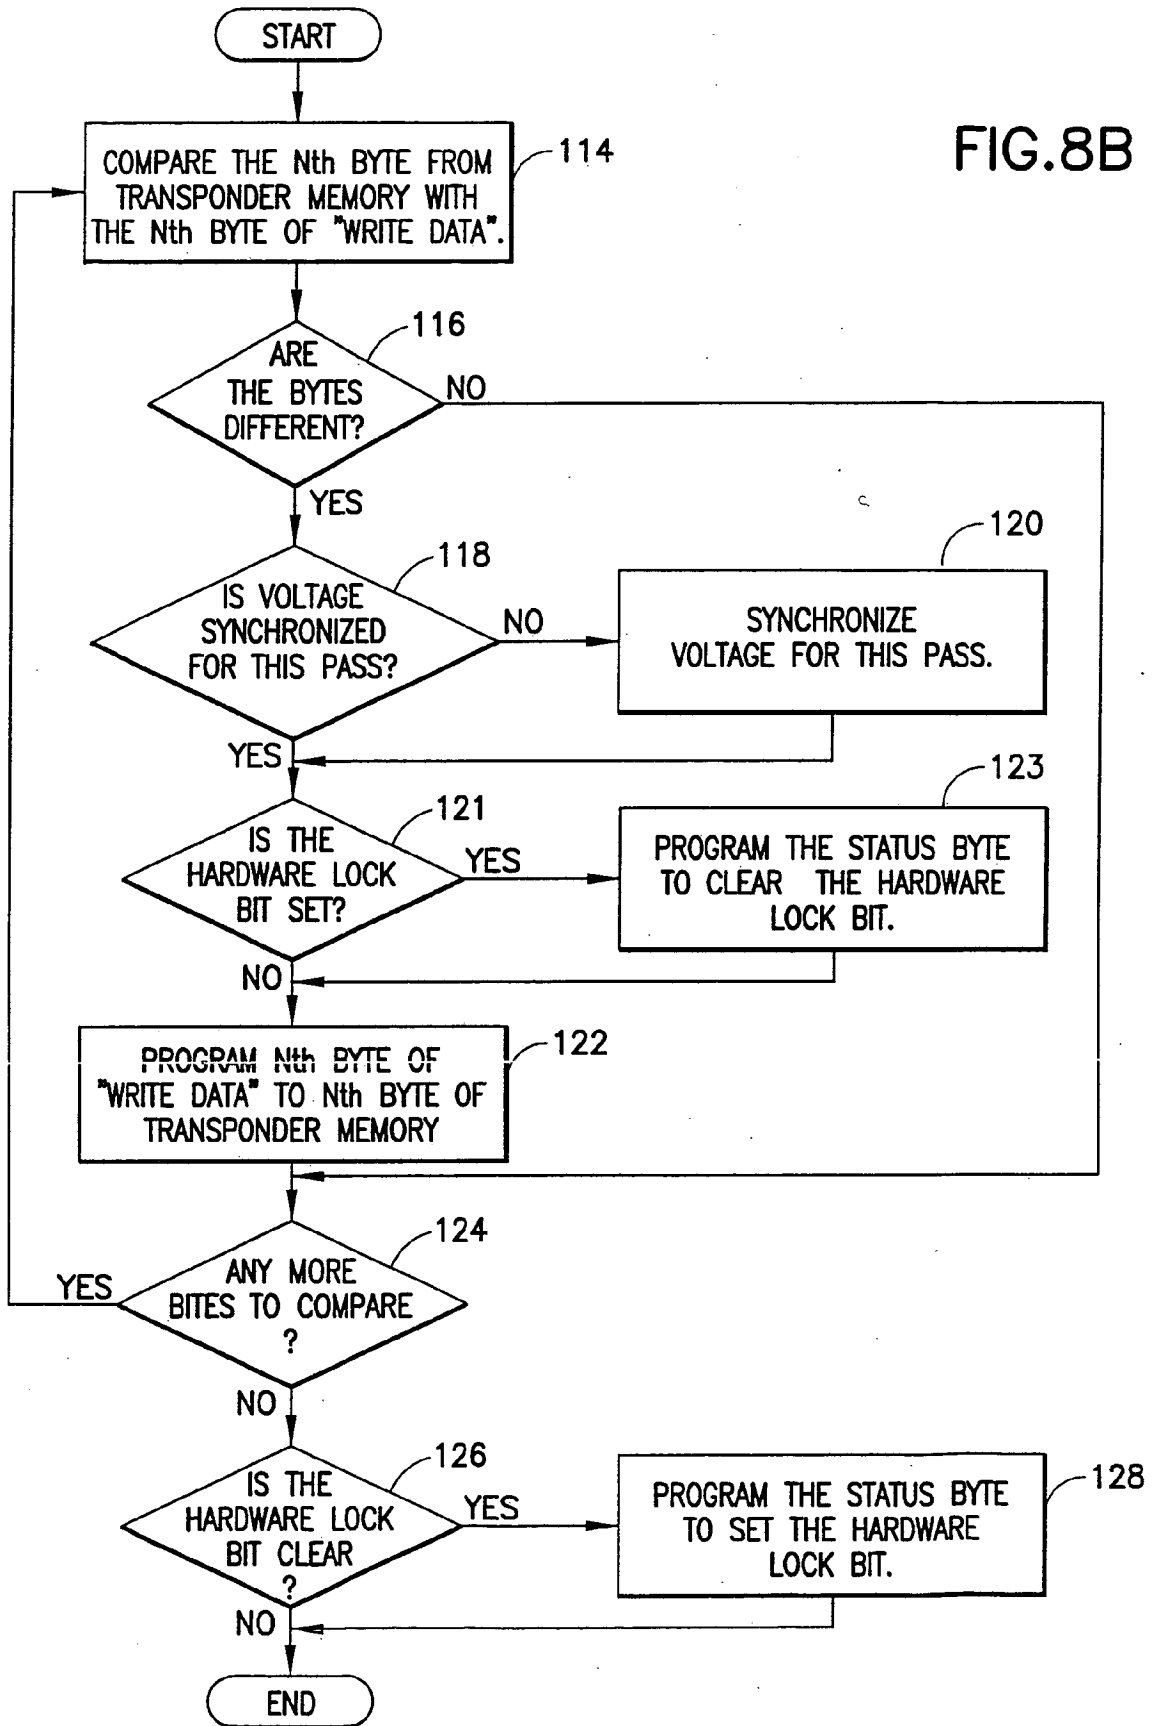 START
FIG.8B
COMPARE THE Nth BYTE FROM
TRANSPONDER MEMORY WITH
THE Nth BYTE OF "WRITE DATA".
114
116
ARE
THE BYTES
DIFFERENT?
NO
YES
118
IS VOLTAGE
SYNCHRONIZED
FOR THIS PASS?
NO
120
SYNCHRONIZE
VOLTAGE FOR THIS PASS.
YES
121
IS THE
HARDWARE LOCK
BIT SET?
YES
123
PROGRAM THE STATUS BYTE
TO CLEAR THE HARDWARE
LOCK BIT.
NO
122
PROGRAM Nth BYTE OF
"WRITE DATA" TO Nth BYTE OF
TRANSPONDER MEMORY
124
ANY MORE
BITES TO COMPARE
?
YES
NO
126
IS THE
HARDWARE LOCK
BIT CLEAR
?
YES
128
PROGRAM THE STATUS BYTE
TO SET THE HARDWARE
LOCK BIT.
NO
END